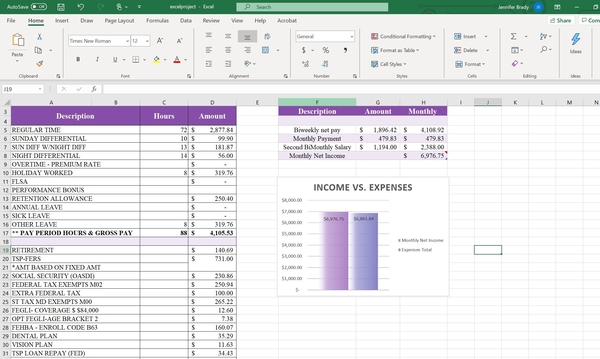 AutoSave Off
excelproject - Excel
Search
Jennifer Brady
File Home Insert Draw Page Layout Formulas Data Review View Help Acrobat
Share Com
Paste
Clipboard
Times New Roman 12
B I U
Font
Alignment
General
$ % ,
Number
Conditional Formatting
Format as Table
Cell Styles
Styles
Insert
Delete
Format
Cells
Editing
Ideas
Ideas
J19 fx
A B C D E F G H I J K L M N
3 Description Amount Monthly
4 Description Hours Amount
5 REGULAR TIME 72 $ 2,877.84 Biweekly net pay $ 1,896.42 $ 4,108.92
6 SUNDAY DIFFERENTIAL 10 $ 99.90 Monthly Payment $ 479.83 $ 479.83
7 SUN DIFF W/NIGHT DIFF 13 $ 181.87 Second BiMonthly Salary $ 1,194.00 $ 2,388.00
8 NIGHT DIFFERENTIAL 14 $ 56.00 Monthly Net Income $ 6,976.75
9 OVERTIME - PREMIUM RATE $ -
10 HOLIDAY WORKED 8 $ 319.76
11 FLSA $ -
12 PERFORMANCE BONUS
13 RETENTION ALLOWANCE $ 250.40
14 ANNUAL LEAVE $ -
15 SICK LEAVE $ -
16 OTHER LEAVE 8 $ 319.76
17 ** PAY PERIOD HOURS & GROSS PAY 88 $ 4,105.53
18
19 RETIREMENT $ 140.69
20 TSP-FERS $ 731.00
21 *AMT BASED ON FIXED AMT
22 SOCIAL SECURITY (OASDI) $ 230.86
23 FEDERAL TAX EXEMPTS M02 $ 250.94
24 EXTRA FEDERAL TAX $ 100.00
25 ST TAX MD EXEMPTS M00 $ 265.22
26 FEGLI- COVERAGE $ $84,000 $ 12.60
27 OPT FEGLI-AGE BRACKET 2 $ 7.38
28 FEHBA - ENROLL CODE B63 $ 160.07
29 DENTAL PLAN $ 35.29
30 VISION PLAN $ 11.63
31 TSP LOAN REPAY (FED) $ 34.43
INCOME VS. EXPENSES
$8,000.00
$7,000.00
$6,000.00
$5,000.00
$4,000.00
$3,000.00
$2,000.00
$1,000.00
$-
$6,976.75
Monthly Net Income
Expenses Total